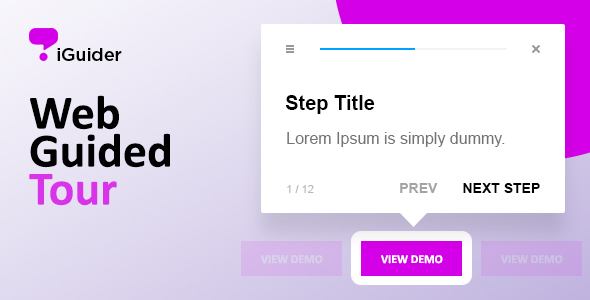 iGuider
Web
Guided
Tour
Step Title
Lorem Ipsum is simply dummy.
1 / 12 PREV NEXT STEP
VIEW DEMO VIEW DEMO VIEW DEMO